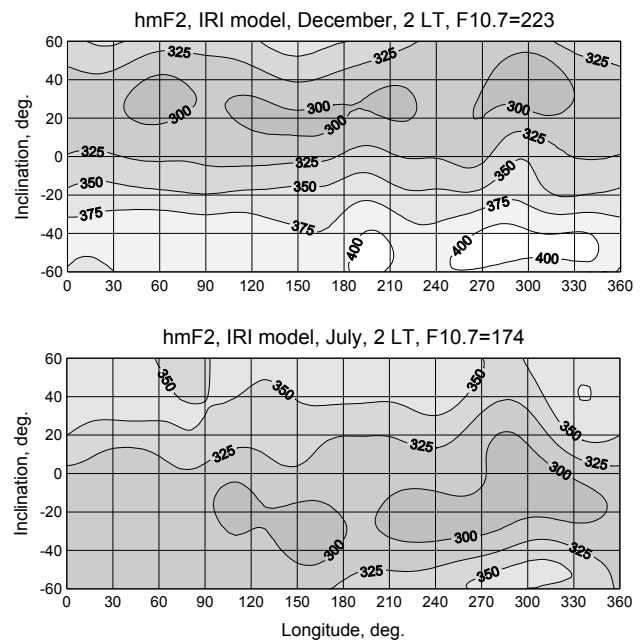 hmF2, IRI model, December, 2 LT, F10.7=223
60
40
20
0
-20
-40
-60
Inclination, deg.
325 325 325
300 300 300 300
325 325 325
350 350 350
375 375 375
400 400 400
0 30 60 90 120 150 180 210 240 270 300 330 360
hmF2, IRI model, July, 2 LT, F10.7=174
60
40
20
0
-20
-40
-60
Inclination, deg.
350 350 350 350
325 325 325
300
300 300
325 325
350
0 30 60 90 120 150 180 210 240 270 300 330 360
Longitude, deg.